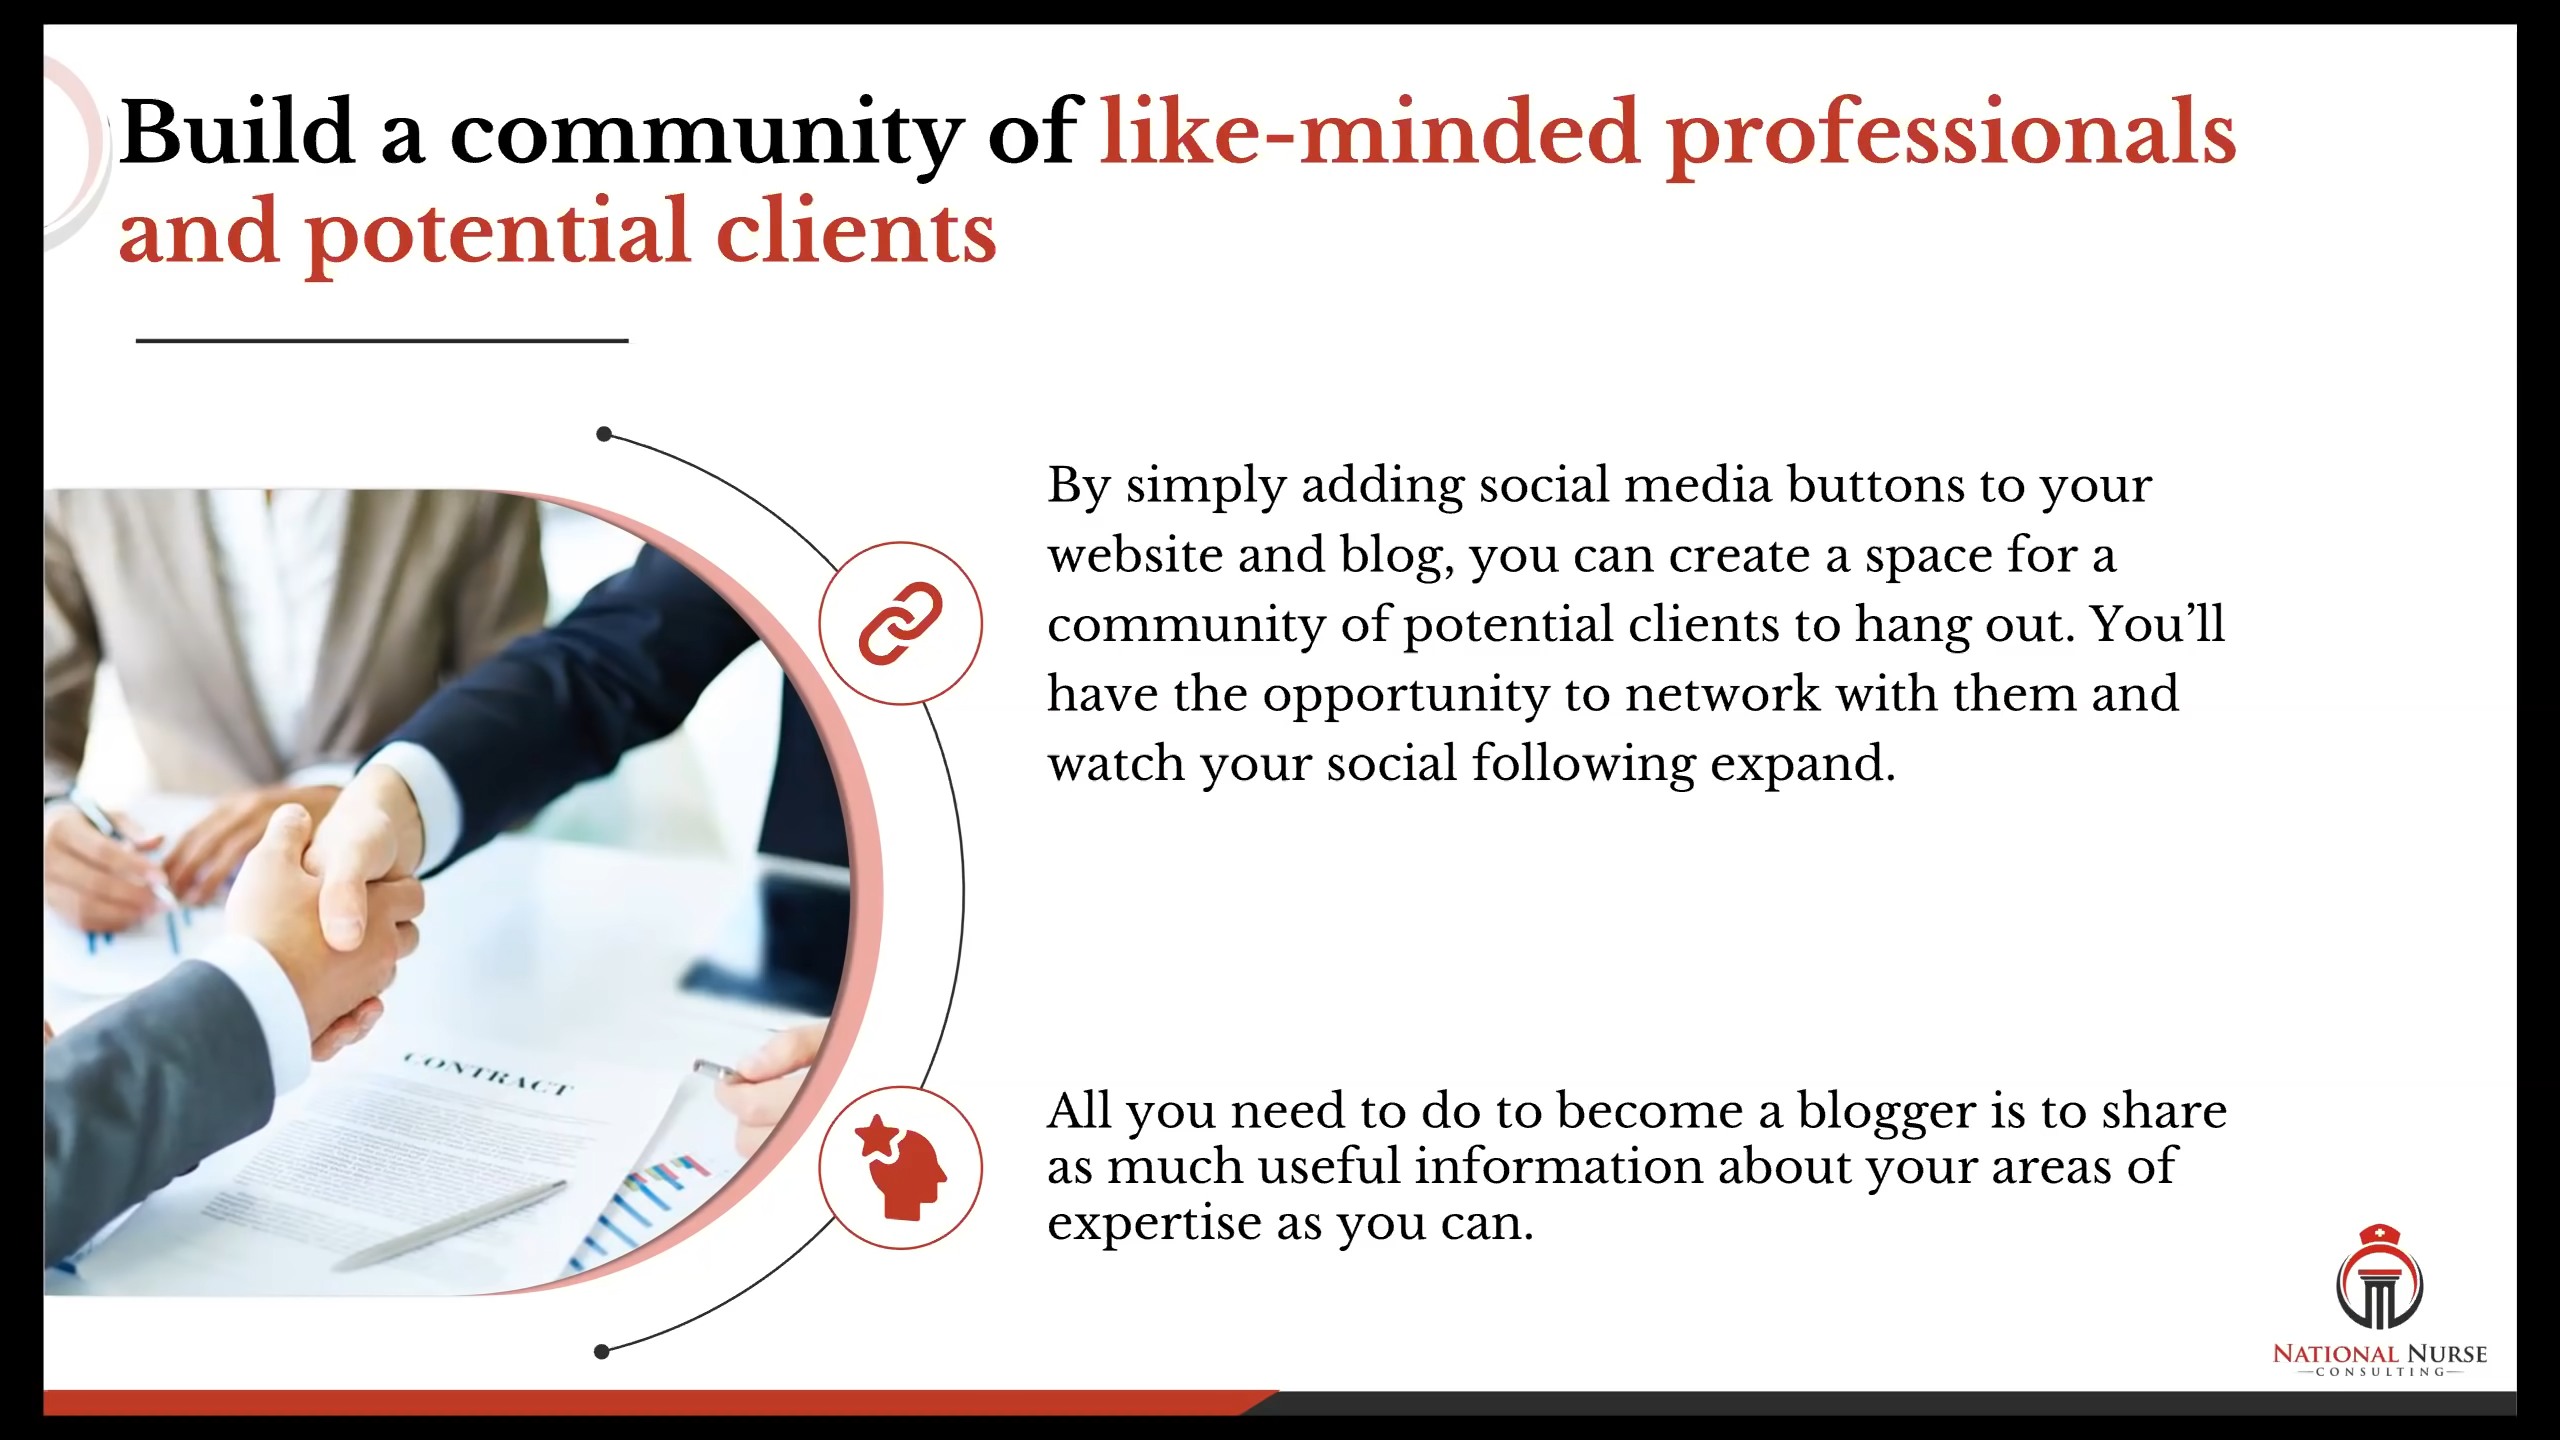 Build a community of like-minded professionals
and potential clients
By simply adding social media buttons to your
website and blog, you can create a space for a
community of potential clients to hang out. You’ll
have the opportunity to network with them and
watch your social following expand.
CONTRACT
All you need to do to become a blogger is to share
as much useful information about your areas of
expertise as you can.
NATIONAL NURSE
CONSULTING